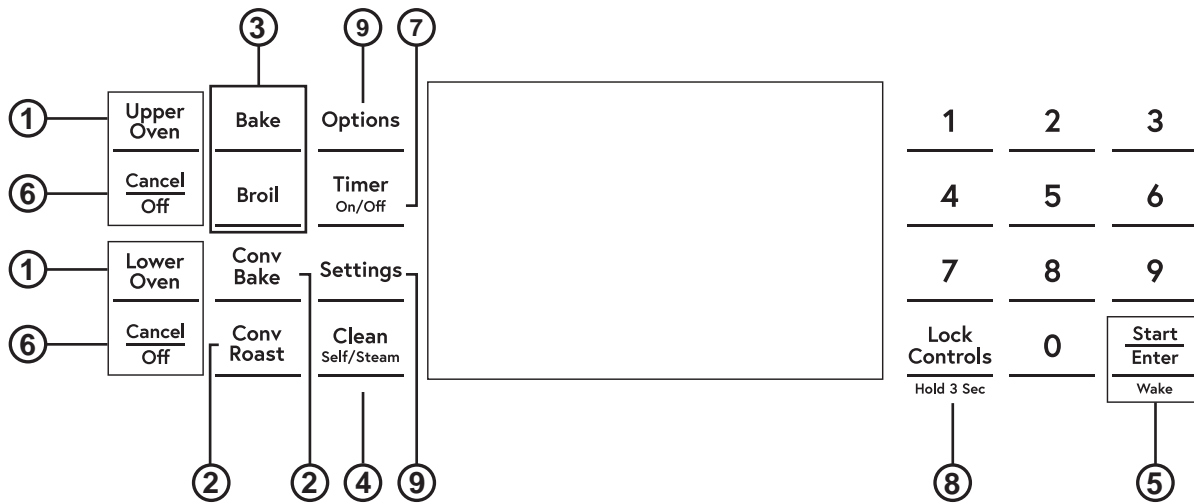 3
9
7
1
Upper
Oven
Bake
Options
1
2
3
6
Cancel
Off
Broil
Timer
On/Off
4
5
6
1
Lower
Oven
Conv
Bake
Settings
7
8
9
6
Cancel
Off
Conv
Roast
Clean
Self/Steam
Lock
Controls
Hold 3 Sec
0
Start
Enter
Wake
2
2
4
9
8
5